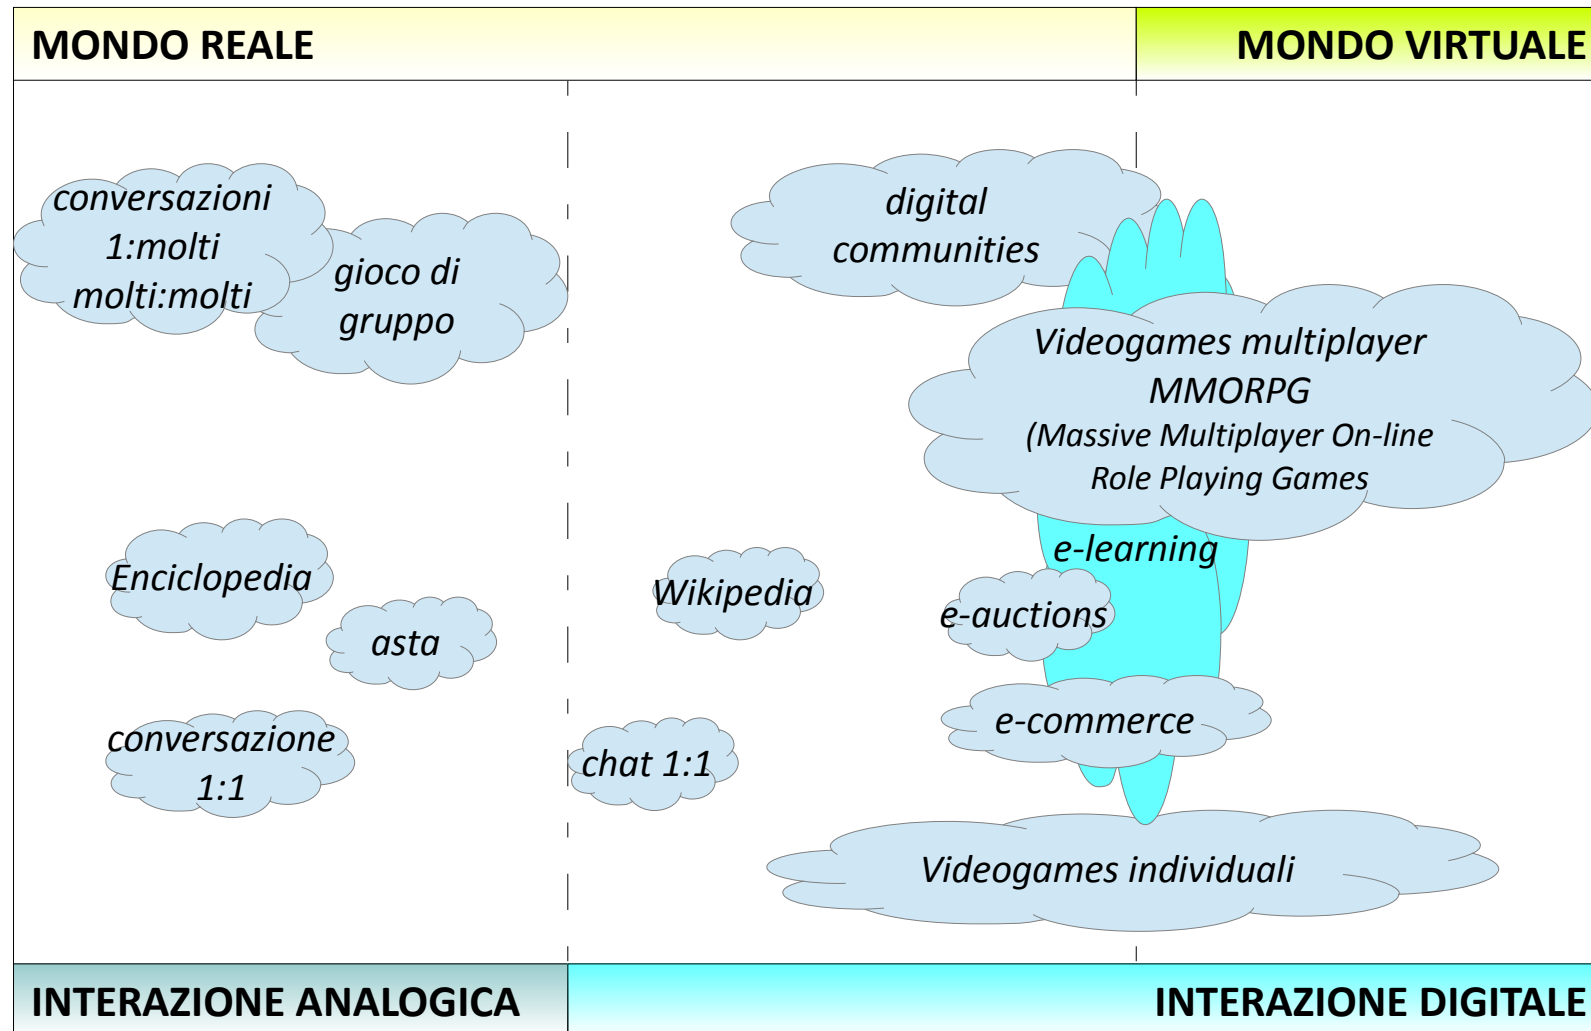 MONDO REALE
MONDO VIRTUALE
conversazioni
1:molti
molti:molti
gioco di
gruppo
digital
communities
Videogames multiplayer
MMORPG
(Massive Multiplayer On-line
Role Playing Games
e-learning
Enciclopedia
asta
Wikipedia
e-auctions
conversazione
1:1
chat 1:1
e-commerce
Videogames individuali
INTERAZIONE ANALOGICA
INTERAZIONE DIGITALE